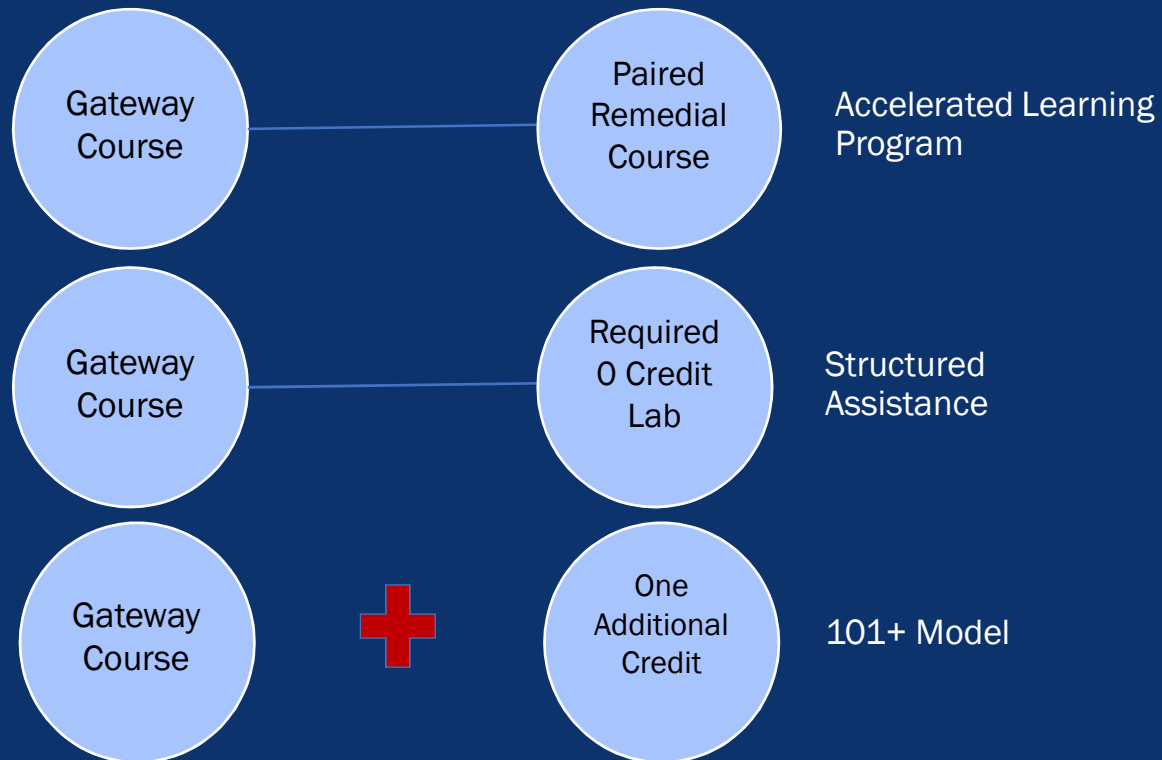 Gateway
Course
Paired
Remedial
Course
Accelerated Learning
Program
Gateway
Course
Required
0 Credit
Lab
Structured
Assistance
Gateway
Course
One
Additional
Credit
101+ Model